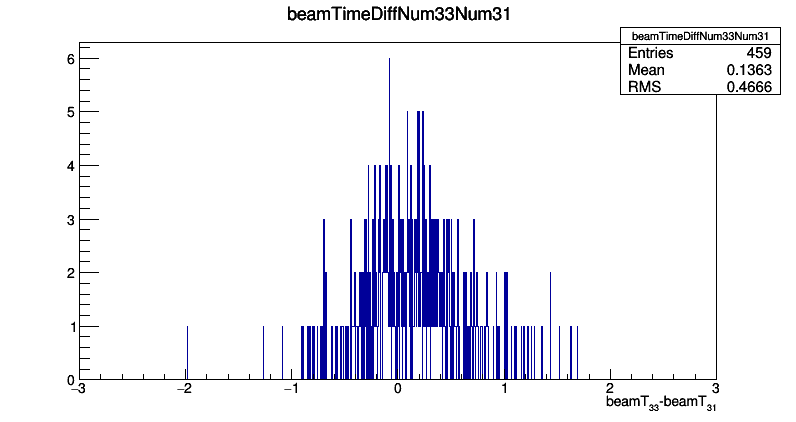 beamTimeDiffNum33Num31
beamTimeDiffNum33Num31
Entries 459
Mean 0.1363
RMS 0.4666
6
5
4
3
2
1
0
−3 −2 −1 0 1 2 3
beamT33-beamT31